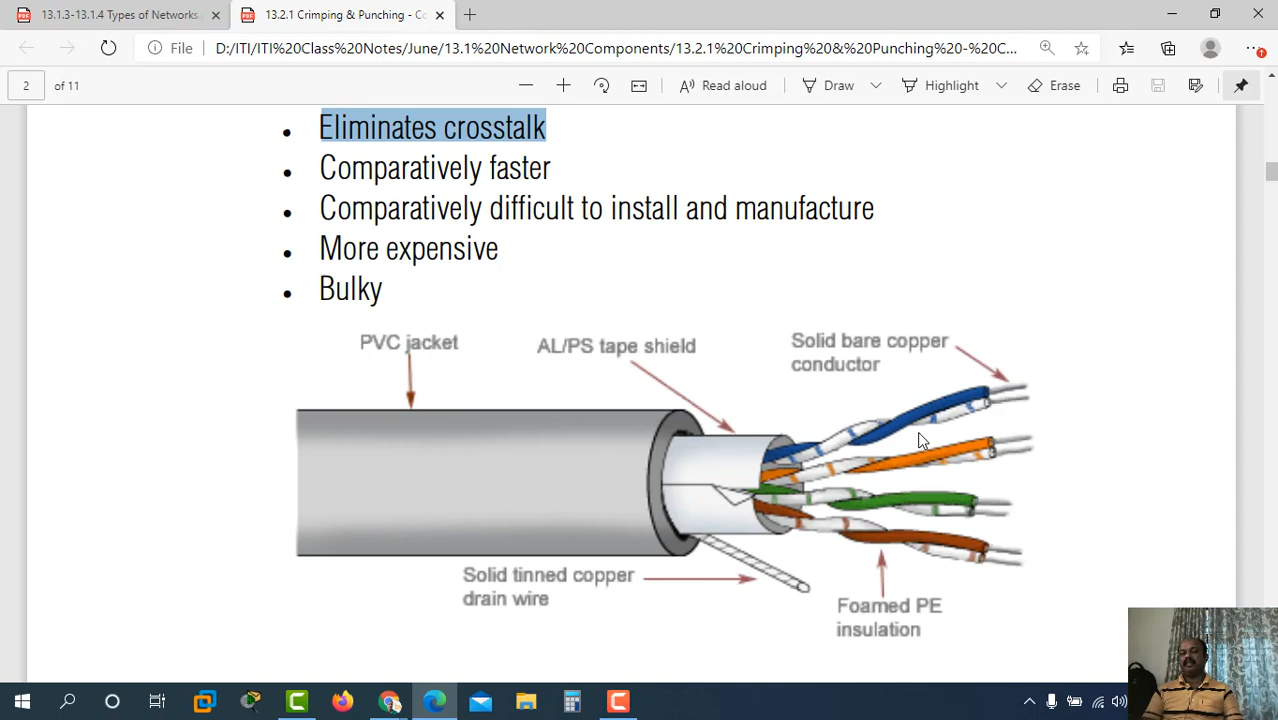 13.1.3-13.1.4 Types of Networks
13.2.1 Crimping & Punching - Co
File
D:/ITI/ITI%20Class%20Notes/June/13.1%20Network%20Components/13.2.1%20Crimping%20&%20Punching%20-%20C...
2
of 11
Read aloud
Draw
Highlight
Erase
• Eliminates crosstalk
• Comparatively faster
• Comparatively difficult to install and manufacture
• More expensive
• Bulky
PVC jacket
AL/PS tape shield
Solid bare copper
conductor
Solid tinned copper
drain wire
Foamed PE
insulation